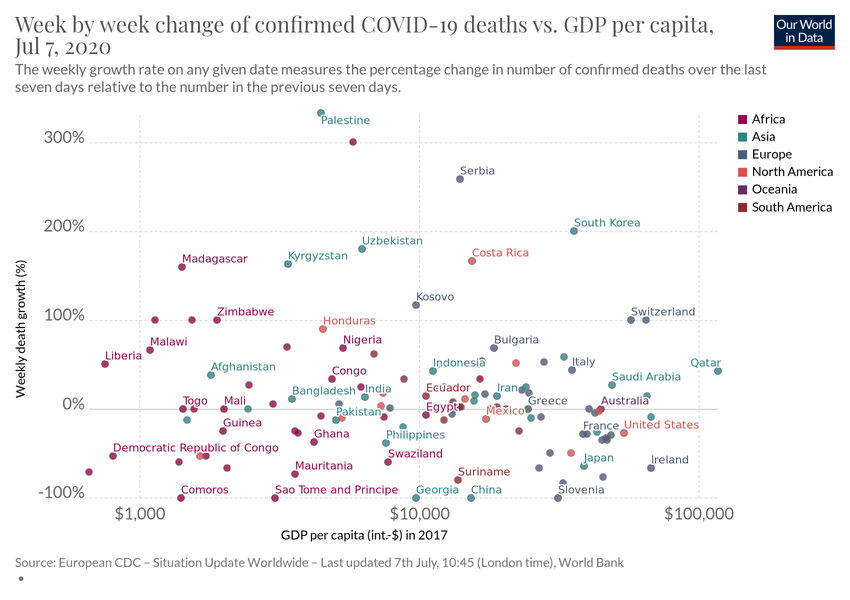 Week by week change of confirmed COVID-19 deaths vs. GDP per capita,
Jul 7, 2020
Our World
in Data
The weekly growth rate on any given date measures the percentage change in number of confirmed deaths over the last
seven days relative to the number in the previous seven days.
Africa
Asia
Europe
North America
Oceania
South America
Weekly death growth (%)
300%
200%
100%
0%
-100%
Palestine
Serbia
South Korea
Uzbekistan
Kyrgyzstan
Costa Rica
Madagascar
Kosovo
Zimbabwe
Switzerland
Honduras
Malawi
Nigeria
Bulgaria
Liberia
Afghanistan
Congo
Indonesia
Italy
Qatar
Bangladesh
India
Ecuador
Iran
Saudi Arabia
Togo
Mali
Pakistan
Egypt
Mexico
Greece
Australia
Guinea
Ghana
Philippines
France
United States
Democratic Republic of Congo
Mauritania
Swaziland
Suriname
Japan
Ireland
Comoros
Sao Tome and Principe
Georgia
China
Slovenia
$1,000
$10,000
$100,000
GDP per capita (int.-$) in 2017
Source: European CDC – Situation Update Worldwide – Last updated 7th July, 10:45 (London time), World Bank